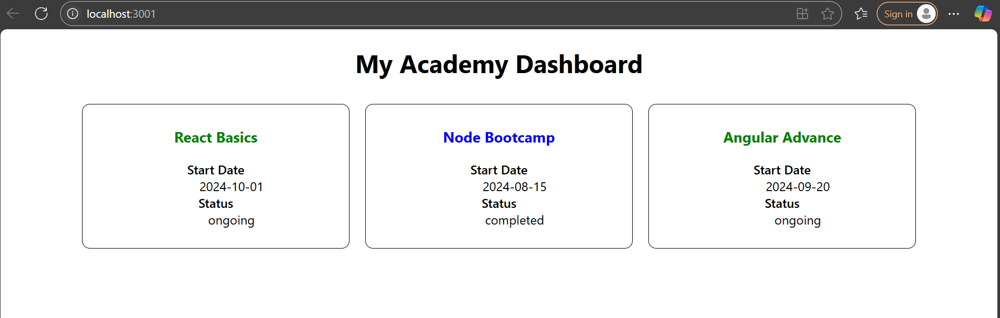 localhost:3001
Sign in
My Academy Dashboard
React Basics
Start Date
2024-10-01
Status
ongoing
Node Bootcamp
Start Date
2024-08-15
Status
completed
Angular Advance
Start Date
2024-09-20
Status
ongoing